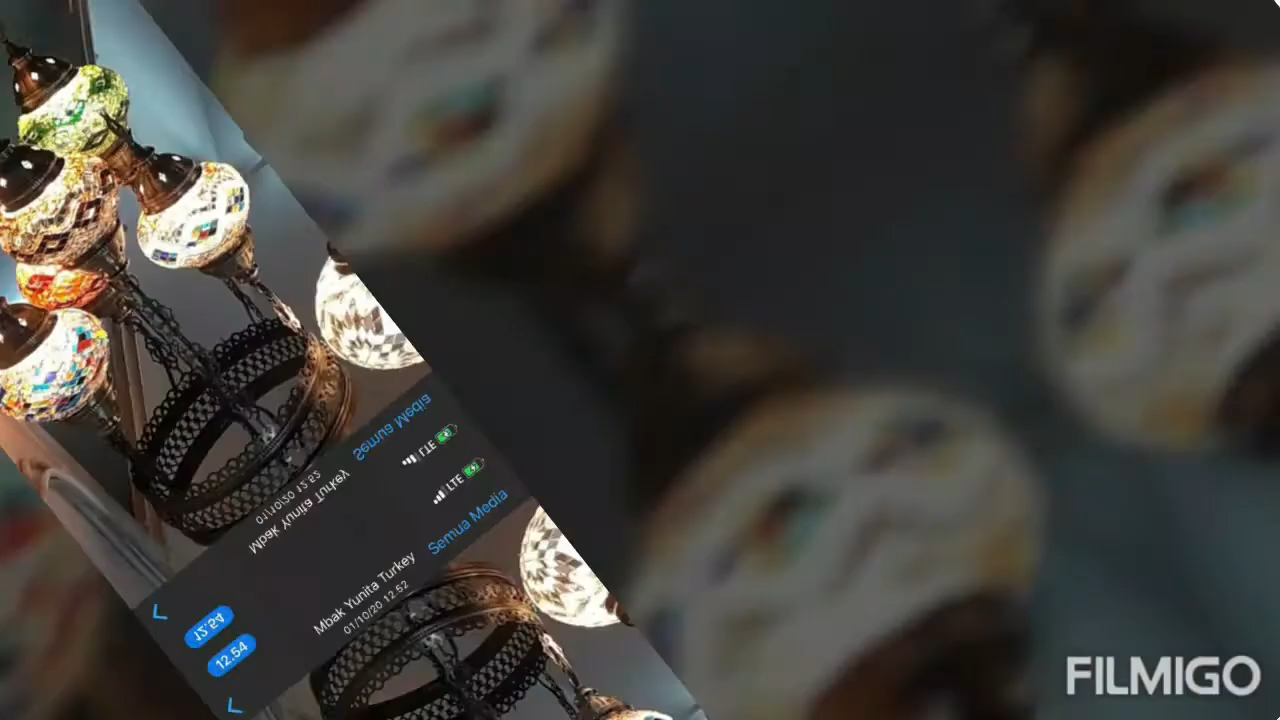 Semua Media
LTE
01/10/20 12.52
Mbak Yunita Turkey
12.54
LTE
Semua Media
Mbak Yunita Turkey
01/10/20 12.52
12.54
FILMIGO